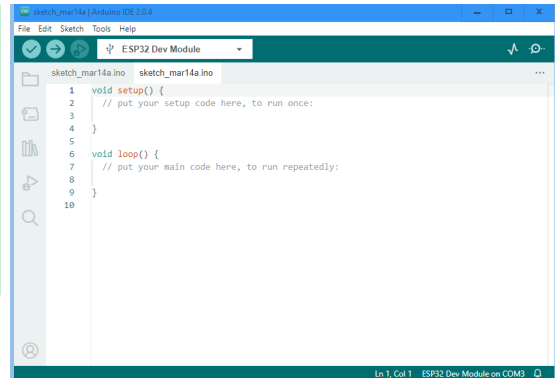 sketch_mar14a | Arduino IDE 2.0.4
File Edit Sketch Tools Help
ESP32 Dev Module
sketch_mar14a.ino sketch_mar14a.ino
1 void setup() {
2 // put your setup code here, to run once:
3
4 }
5
6 void loop() {
7 // put your main code here, to run repeatedly:
8
9 }
10
Ln 1, Col 1 ESP32 Dev Module on COM3